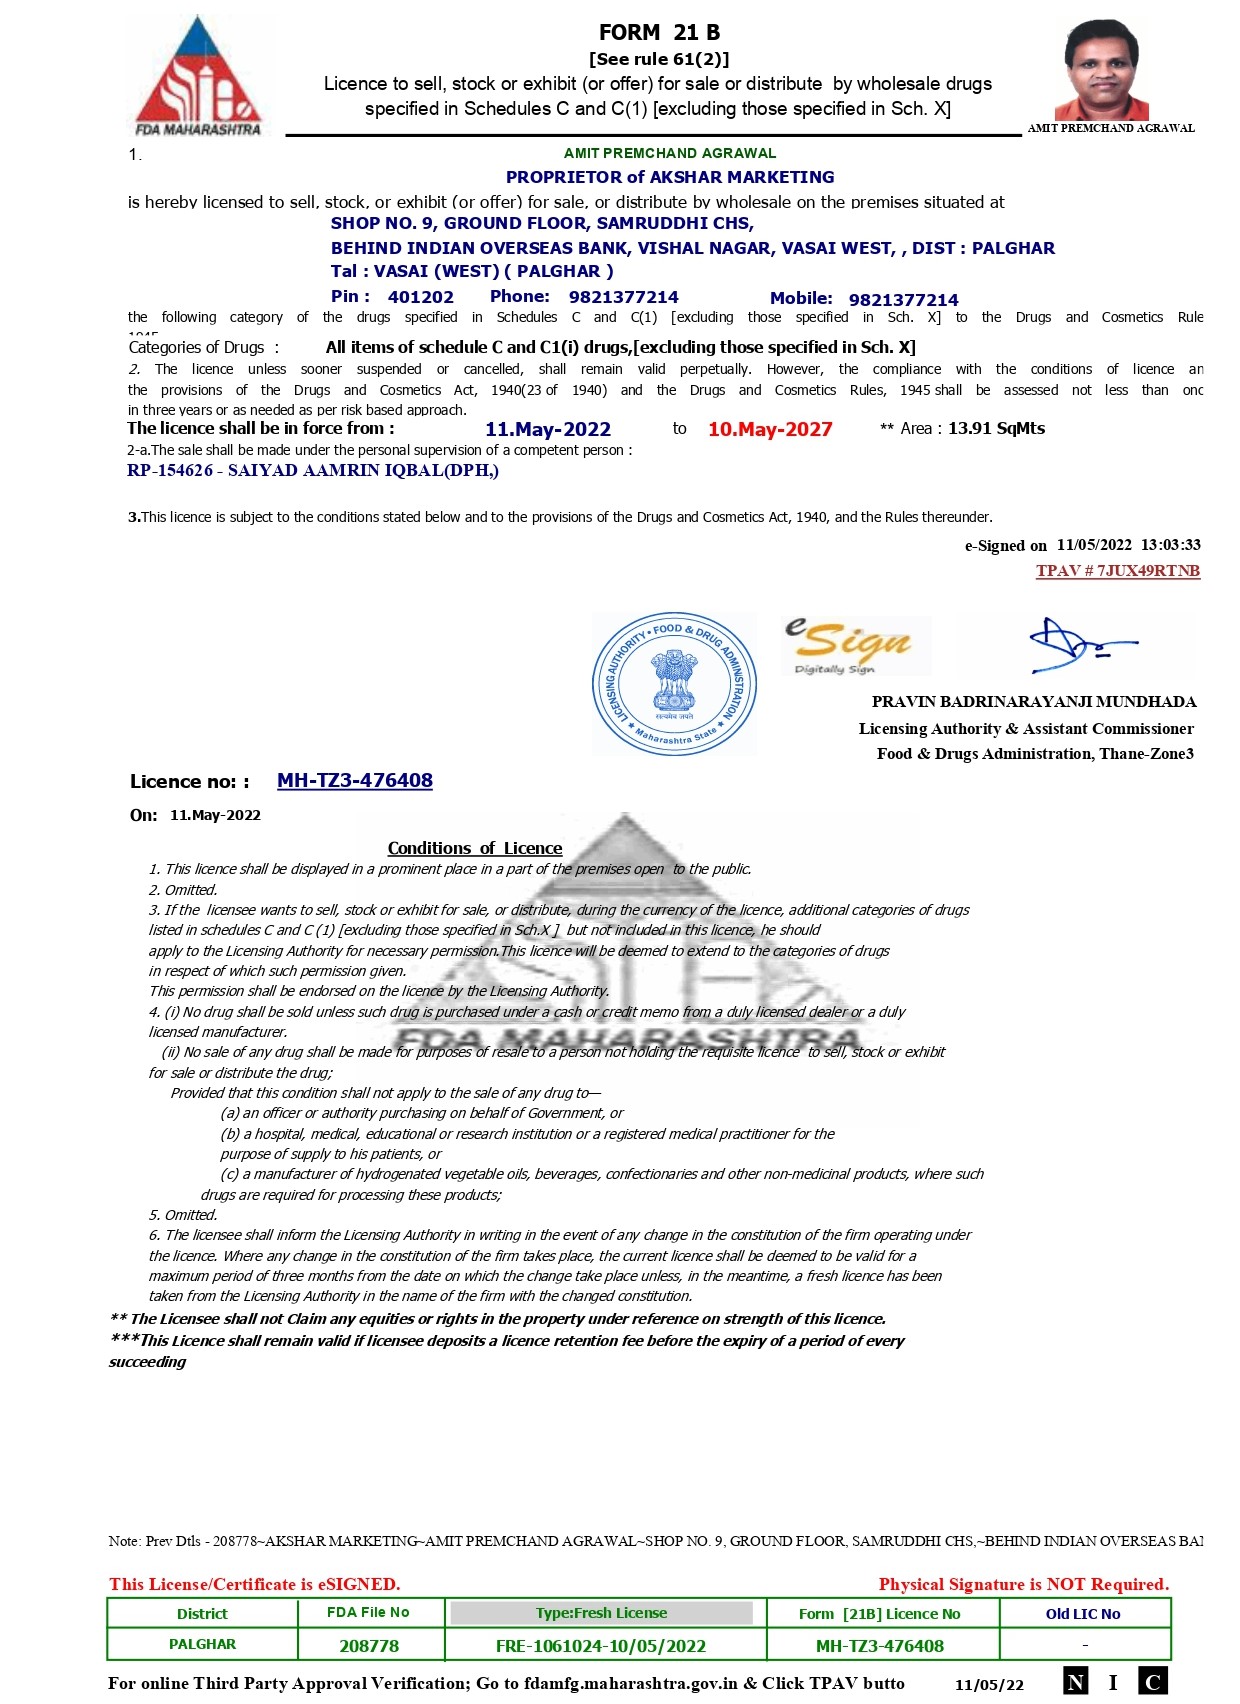 FORM 21 B
[See rule 61(2)]
Licence to sell, stock or exhibit (or offer) for sale or distribute by wholesale drugs
specified in Schedules C and C(1) [excluding those specified in Sch. X]
FDA MAHARASHTRA
AMIT PREMCHAND AGRAWAL
1.
AMIT PREMCHAND AGRAWAL
PROPRIETOR of AKSHAR MARKETING
is hereby licensed to sell, stock, or exhibit (or offer) for sale, or distribute by wholesale on the premises situated at
SHOP NO. 9, GROUND FLOOR, SAMRUDDHI CHS,
BEHIND INDIAN OVERSEAS BANK, VISHAL NAGAR, VASAI WEST, , DIST : PALGHAR
Tal : VASAI (WEST) ( PALGHAR )
Pin : 401202 Phone: 9821377214 Mobile: 9821377214
the following category of the drugs specified in Schedules C and C(1) [excluding those specified in Sch. X] to the Drugs and Cosmetics Rule
Categories of Drugs : All items of schedule C and C1(i) drugs,[excluding those specified in Sch. X]
2. The licence unless sooner suspended or cancelled, shall remain valid perpetually. However, the compliance with the conditions of licence an
the provisions of the Drugs and Cosmetics Act, 1940(23 of 1940) and the Drugs and Cosmetics Rules, 1945 shall be assessed not less than onc
in three years or as needed as per risk based approach.
The licence shall be in force from : 11.May-2022 to 10.May-2027 ** Area : 13.91 SqMts
2-a.The sale shall be made under the personal supervision of a competent person :
RP-154626 - SAIYAD AAMRIN IQBAL(DPH,)
3.This licence is subject to the conditions stated below and to the provisions of the Drugs and Cosmetics Act, 1940, and the Rules thereunder.
e-Signed on 11/05/2022 13:03:33
TPAV # 7JUX49RTNB
LICENSING AUTHORITY • FOOD & DRUG ADMINISTRATION
सत्यमेव जयते
★ Maharashtra State ★
eSign
Digitally Sign
PRAVIN BADRINARAYANJI MUNDHADA
Licensing Authority & Assistant Commissioner
Food & Drugs Administration, Thane-Zone3
Licence no: : MH-TZ3-476408
On: 11.May-2022
Conditions of Licence
1. This licence shall be displayed in a prominent place in a part of the premises open to the public.
2. Omitted.
3. If the licensee wants to sell, stock or exhibit for sale, or distribute, during the currency of the licence, additional categories of drugs
listed in schedules C and C (1) [excluding those specified in Sch.X ] but not included in this licence, he should
apply to the Licensing Authority for necessary permission.This licence will be deemed to extend to the categories of drugs
in respect of which such permission given.
This permission shall be endorsed on the licence by the Licensing Authority.
4. (i) No drug shall be sold unless such drug is purchased under a cash or credit memo from a duly licensed dealer or a duly
licensed manufacturer.
FDA MAHARASHTRA
(ii) No sale of any drug shall be made for purposes of resale to a person not holding the requisite licence to sell, stock or exhibit
for sale or distribute the drug;
Provided that this condition shall not apply to the sale of any drug to—
(a) an officer or authority purchasing on behalf of Government, or
(b) a hospital, medical, educational or research institution or a registered medical practitioner for the
purpose of supply to his patients, or
(c) a manufacturer of hydrogenated vegetable oils, beverages, confectionaries and other non-medicinal products, where such
drugs are required for processing these products;
5. Omitted.
6. The licensee shall inform the Licensing Authority in writing in the event of any change in the constitution of the firm operating under
the licence. Where any change in the constitution of the firm takes place, the current licence shall be deemed to be valid for a
maximum period of three months from the date on which the change take place unless, in the meantime, a fresh licence has been
taken from the Licensing Authority in the name of the firm with the changed constitution.
** The Licensee shall not Claim any equities or rights in the property under reference on strength of this licence.
***This Licence shall remain valid if licensee deposits a licence retention fee before the expiry of a period of every
succeeding
Note: Prev Dtls - 208778~AKSHAR MARKETING~AMIT PREMCHAND AGRAWAL~SHOP NO. 9, GROUND FLOOR, SAMRUDDHI CHS,~BEHIND INDIAN OVERSEAS BA
This License/Certificate is eSIGNED. Physical Signature is NOT Required.
District FDA File No Type:Fresh License Form [21B] Licence No Old LIC No
PALGHAR 208778 FRE-1061024-10/05/2022 MH-TZ3-476408 -
For online Third Party Approval Verification; Go to fdamfg.maharashtra.gov.in & Click TPAV butto 11/05/22 N I C